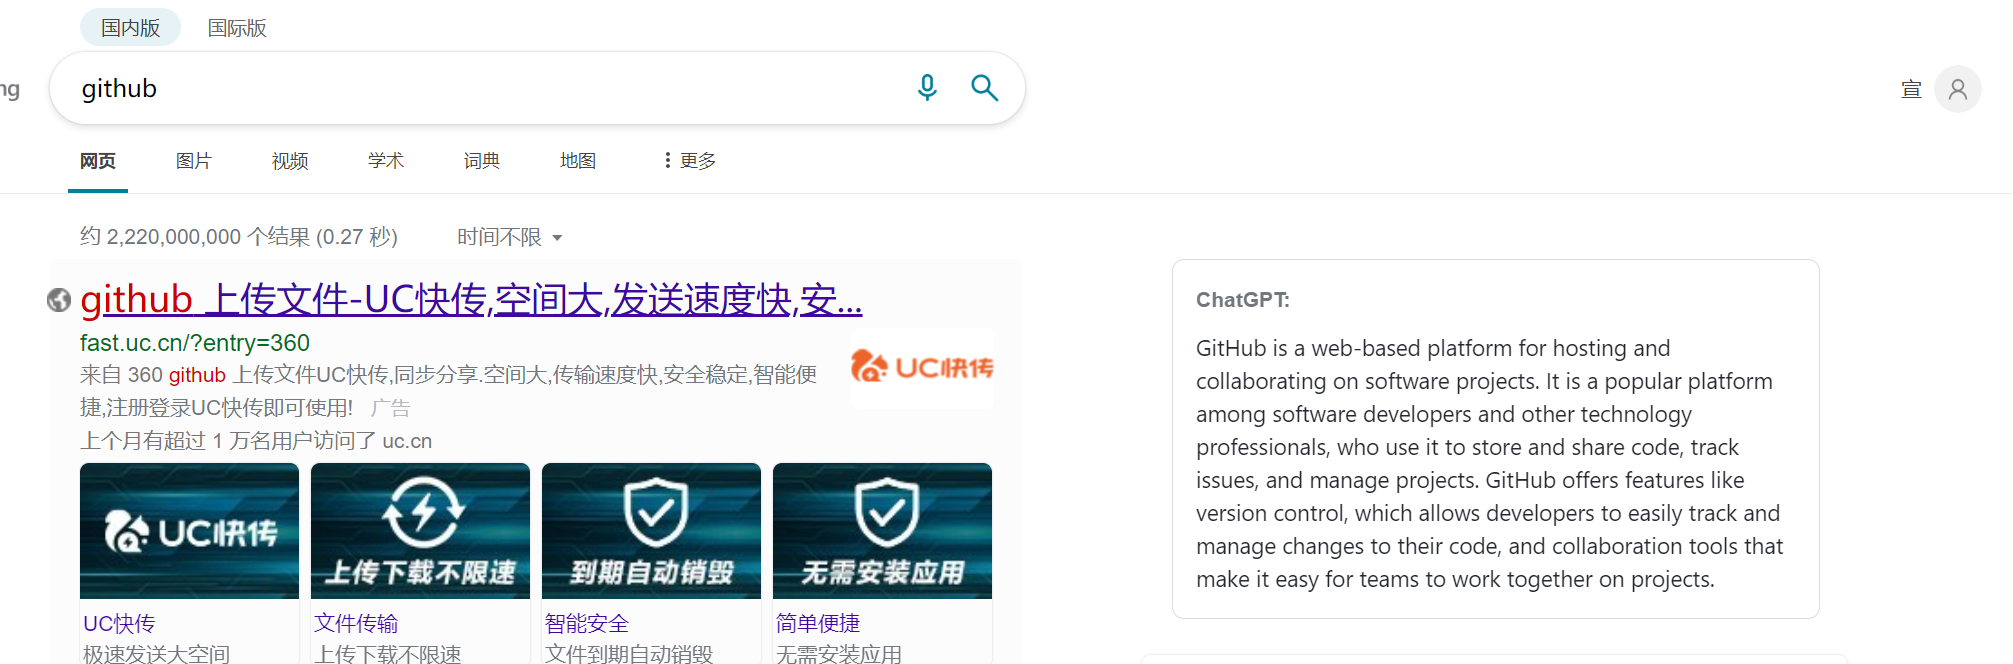 国内版 国际版
ng
github
宣
网页 图片 视频 学术 词典 地图 更多
约 2,220,000,000 个结果 (0.27 秒) 时间不限
github 上传文件-UC快传,空间大,发送速度快,安...
fast.uc.cn/?entry=360
来自 360 github 上传文件UC快传,同步分享.空间大,传输速度快,安全稳定,智能便
捷,注册登录UC快传即可使用! 广告
上个月有超过 1 万名用户访问了 uc.cn
UC快传
UC快传
上传下载不限速
到期自动销毁
无需安装应用
UC快传
极速发送大空间
文件传输
上传下载不限速
智能安全
文件到期自动销毁
简单便捷
无需安装应用
ChatGPT:
GitHub is a web-based platform for hosting and
collaborating on software projects. It is a popular platform
among software developers and other technology
professionals, who use it to store and share code, track
issues, and manage projects. GitHub offers features like
version control, which allows developers to easily track and
manage changes to their code, and collaboration tools that
make it easy for teams to work together on projects.